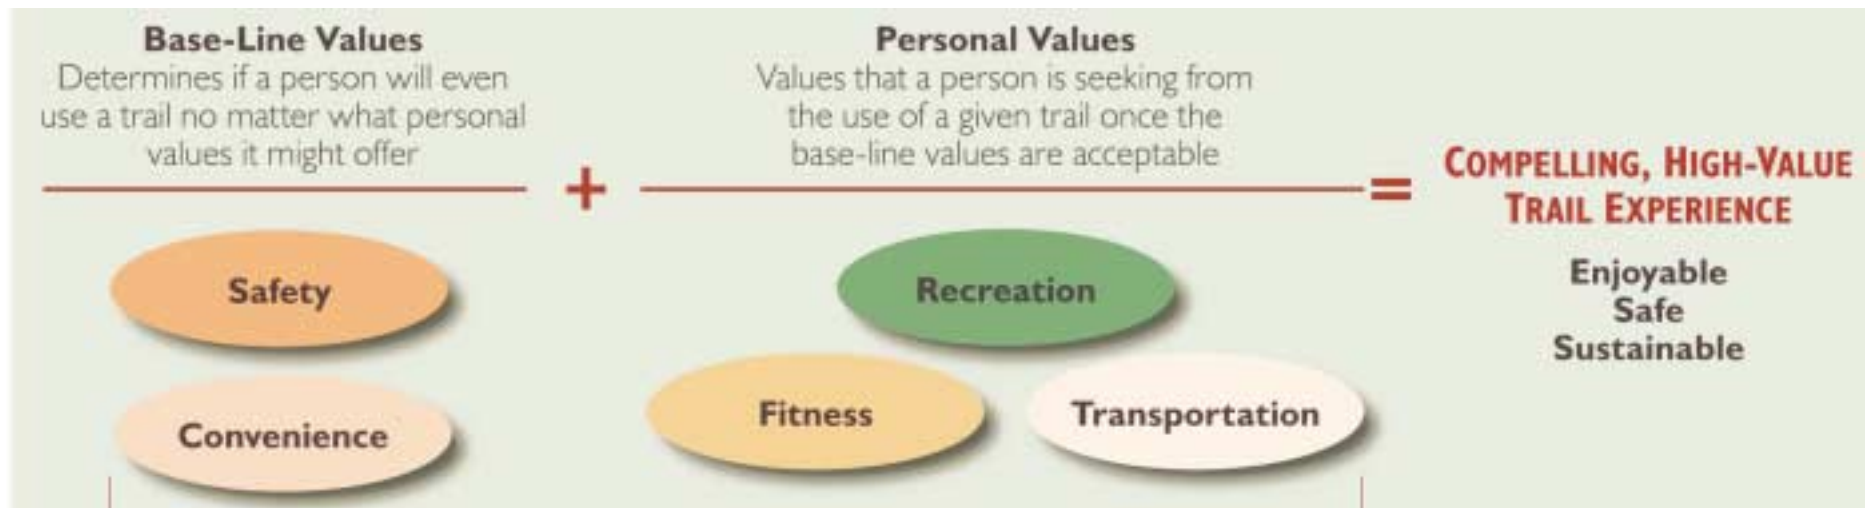 Base-Line Values
Determines if a person will even
use a trail no matter what personal
values it might offer
+
Personal Values
Values that a person is seeking from
the use of a given trail once the
base-line values are acceptable
=
COMPELLING, HIGH-VALUE
TRAIL EXPERIENCE
Enjoyable
Safe
Sustainable
Safety
Convenience
Recreation
Fitness
Transportation